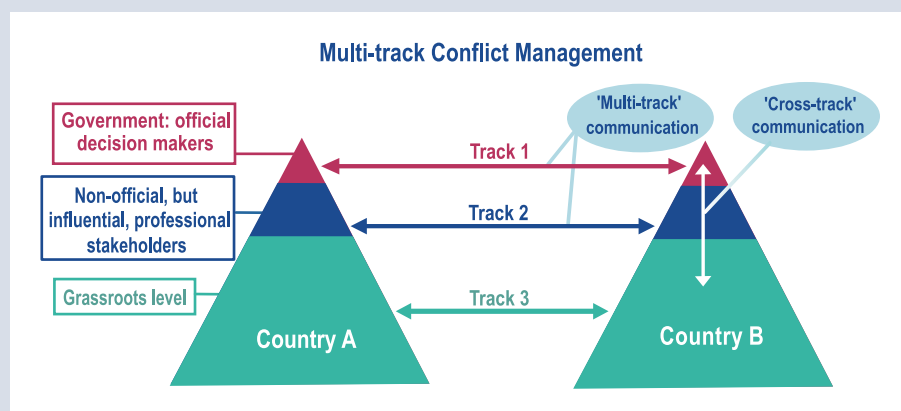 Multi-track Conflict Management
Government: official
decision makers
'Multi-track'
communication
'Cross-track'
communication
Track 1
Non-official, but
influential, professional
stakeholders
Track 2
Grassroots level
Track 3
Country A
Country B